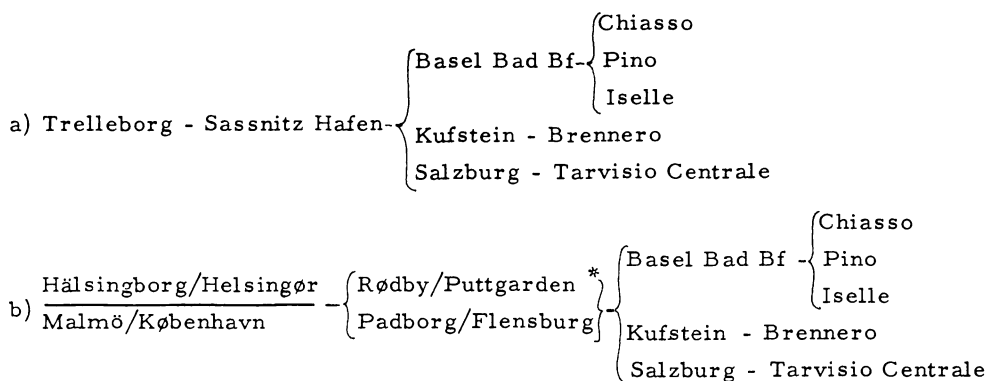 Chiasso
Basel Bad Bf- Pino
Iselle
a) Trelleborg - Sassnitz Hafen-
Kufstein - Brennero
Salzburg - Tarvisio Centrale
Chiasso
Basel Bad Bf - Pino
Iselle
b) Hälsingborg/Helsingør - Rødby/Puttgarden *
Malmö/København Padborg/Flensburg -
Kufstein - Brennero
Salzburg - Tarvisio Centrale